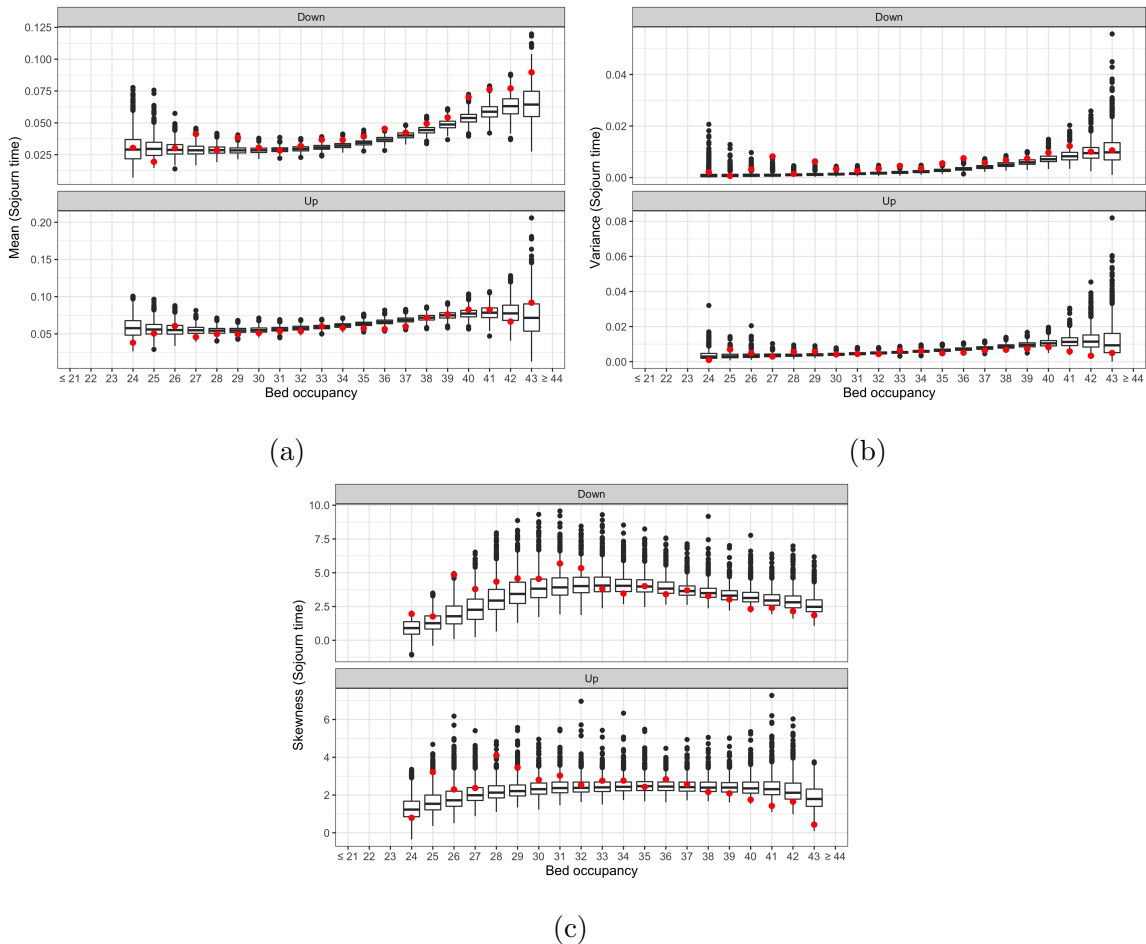 Down
0.125
0.100
0.075
0.050
0.025
Up
0.20
0.15
0.10
0.05
Mean (Sojourn time)
≤ 21 22 23 24 25 26 27 28 29 30 31 32 33 34 35 36 37 38 39 40 41 42 43 ≥ 44
Bed occupancy
(a)
Down
0.04
0.02
0.00
Up
0.08
0.06
0.04
0.02
0.00
Variance (Sojourn time)
≤ 21 22 23 24 25 26 27 28 29 30 31 32 33 34 35 36 37 38 39 40 41 42 43 ≥ 44
Bed occupancy
(b)
Down
10.0
7.5
5.0
2.5
0.0
Up
6
4
2
0
Skewness (Sojourn time)
≤ 21 22 23 24 25 26 27 28 29 30 31 32 33 34 35 36 37 38 39 40 41 42 43 ≥ 44
Bed occupancy
(c)